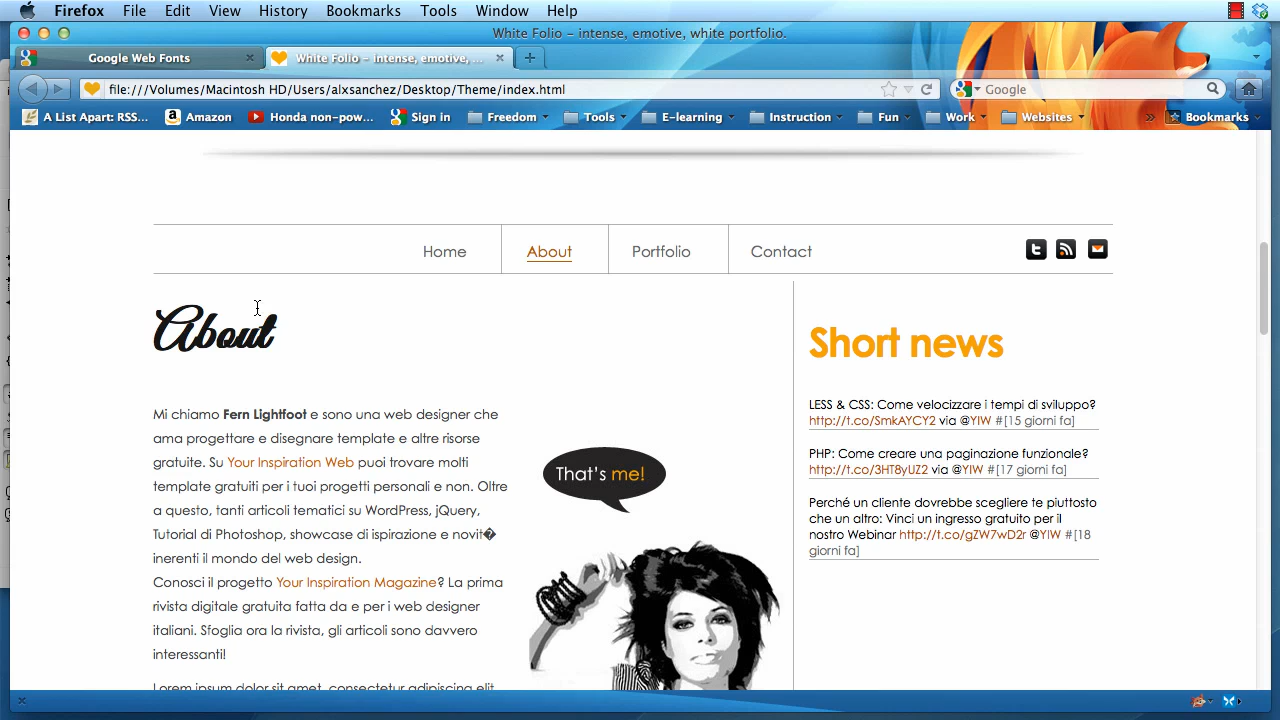 Firefox File Edit View History Bookmarks Tools Window Help
White Folio – intense, emotive, white portfolio.
Google Web Fonts
White Folio – intense, emotive, ...
file:///Volumes/Macintosh HD/Users/alxsanchez/Desktop/Theme/index.html
Google
A List Apart: RSS... Amazon Honda non-pow... Sign in Freedom Tools E-learning Instruction Fun Work Websites Bookmarks
Home About Portfolio Contact
About
Mi chiamo Fern Lightfoot e sono una web designer che
ama progettare e disegnare template e altre risorse
gratuite. Su Your Inspiration Web puoi trovare molti
template gratuiti per i tuoi progetti personali e non. Oltre
a questo, tanti articoli tematici su WordPress, jQuery,
Tutorial di Photoshop, showcase di ispirazione e novit�
inerenti il mondo del web design.
Conosci il progetto Your Inspiration Magazine? La prima
rivista digitale gratuita fatta da e per i web designer
italiani. Sfoglia ora la rivista, gli articoli sono davvero
interessanti!
Lorem ipsum dolor sit amet, consectetur adipiscing elit
That's me!
Short news
LESS & CSS: Come velocizzare i tempi di sviluppo?
http://t.co/SmkAYCY2 via @YIW #[15 giorni fa]
PHP: Come creare una paginazione funzionale?
http://t.co/3HT8yUZ2 via @YIW #[17 giorni fa]
Perché un cliente dovrebbe scegliere te piuttosto
che un altro: Vinci un ingresso gratuito per il
nostro Webinar http://t.co/gZW7wD2r @YIW #[18
giorni fa]